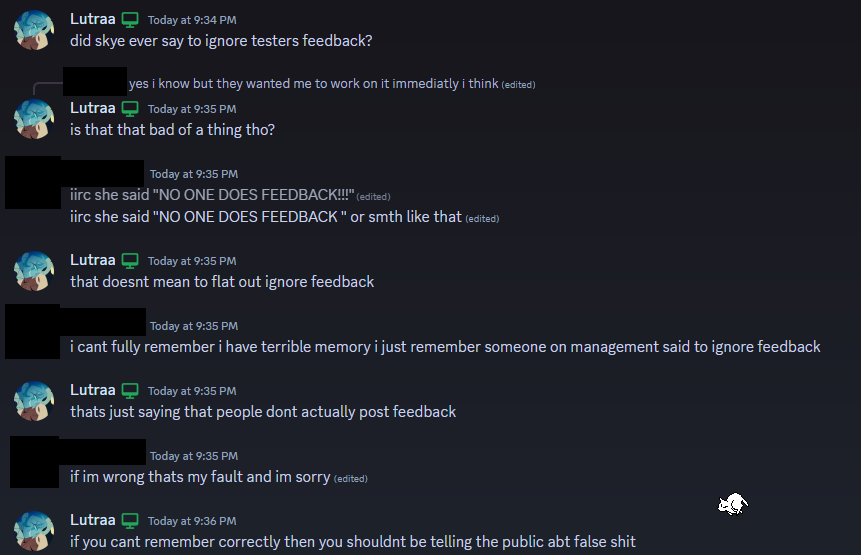 Lutraa Today at 9:34 PM
did skye ever say to ignore testers feedback?
yes i know but they wanted me to work on it immediatly i think (edited)
Lutraa Today at 9:35 PM
is that that bad of a thing tho?
Today at 9:35 PM
iirc she said "NO ONE DOES FEEDBACK!!!" (edited)
iirc she said "NO ONE DOES FEEDBACK " or smth like that (edited)
Lutraa Today at 9:35 PM
that doesnt mean to flat out ignore feedback
Today at 9:35 PM
i cant fully remember i have terrible memory i just remember someone on management said to ignore feedback
Lutraa Today at 9:35 PM
thats just saying that people dont actually post feedback
Today at 9:35 PM
if im wrong thats my fault and im sorry (edited)
Lutraa Today at 9:36 PM
if you cant remember correctly then you shouldnt be telling the public abt false shit